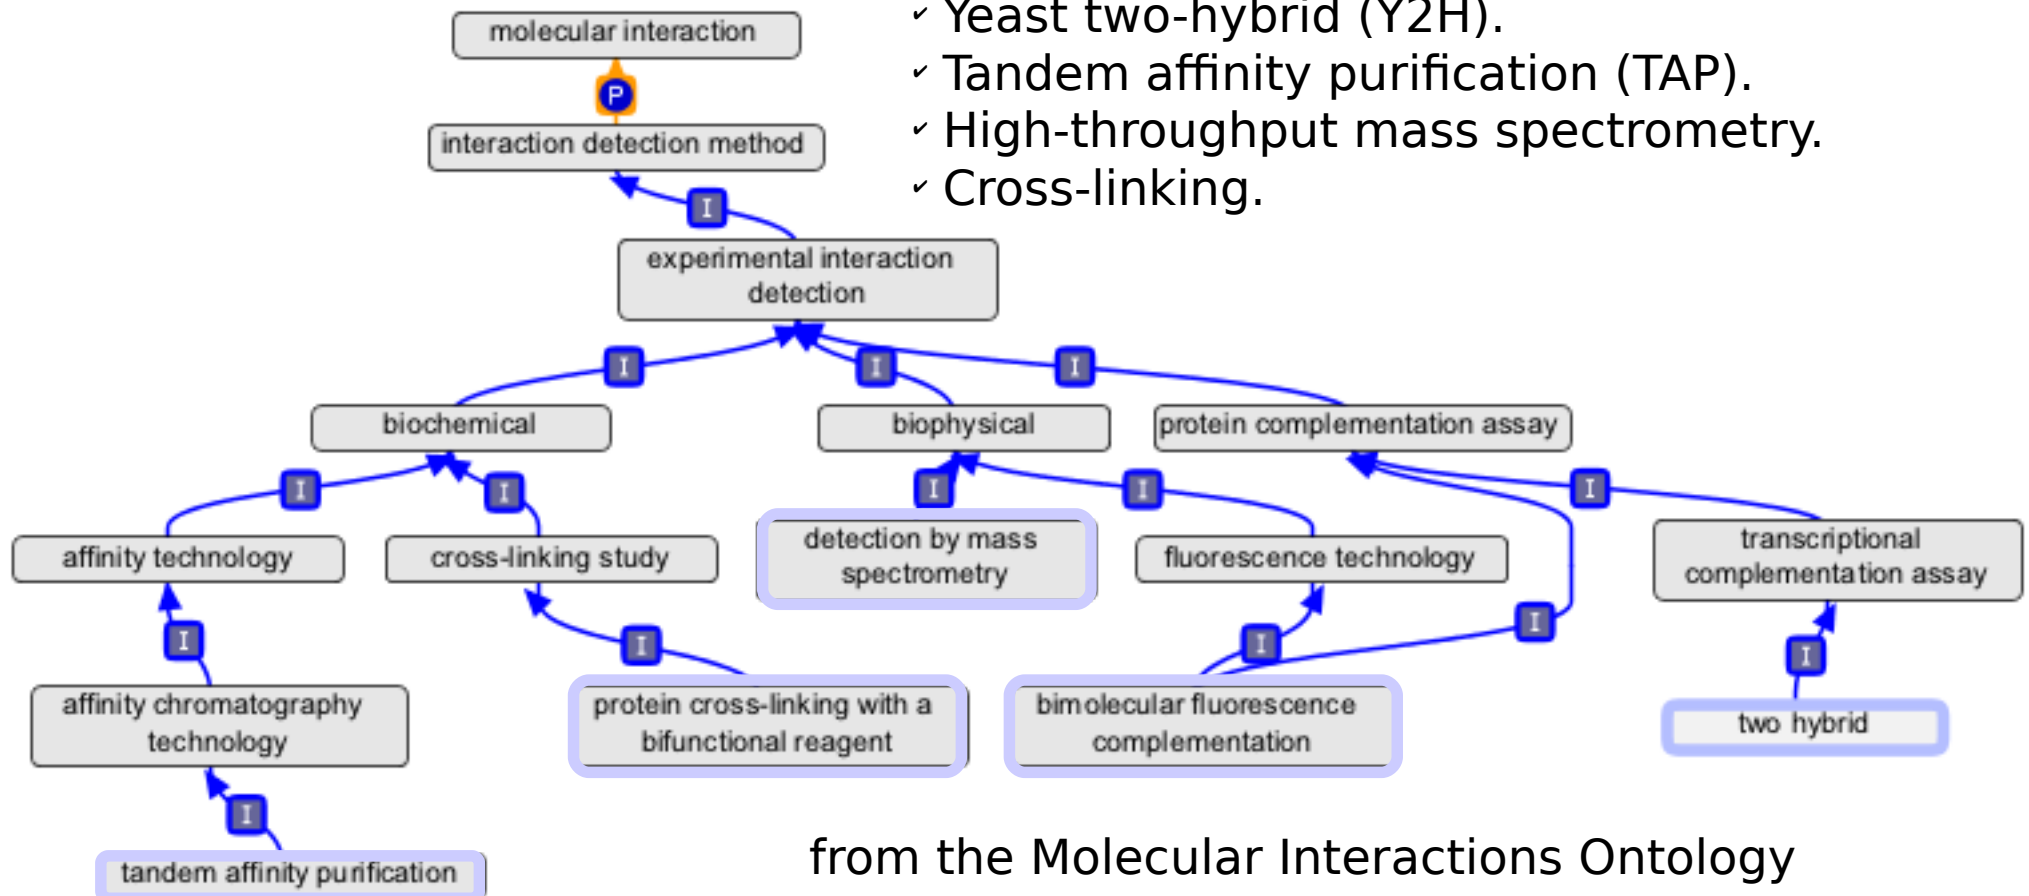 molecular interaction
✓ Yeast two-hybrid (Y2H).
✓ Tandem affinity purification (TAP).
P
✓ High-throughput mass spectrometry.
interaction detection method
✓ Cross-linking.
I
experimental interaction
detection
I I I
biochemical
biophysical
protein complementation assay
I I I I I
affinity technology
cross-linking study
detection by mass
spectrometry
fluorescence technology
transcriptional
complementation assay
I I I I I
affinity chromatography
technology
protein cross-linking with a
bifunctional reagent
bimolecular fluorescence
complementation
two hybrid
I
tandem affinity purification
from the Molecular Interactions Ontology